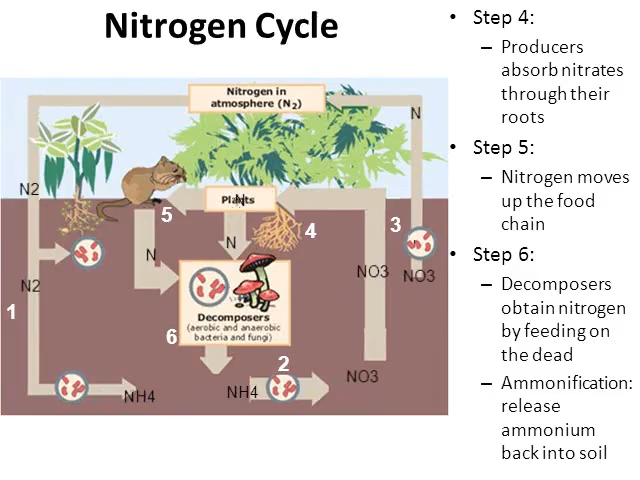 Nitrogen Cycle
Nitrogen in
atmosphere (N2)
N
N2
Plants
N
5
4
3
N
N
N2
NO3
NO3
1
Decomposers
(aerobic and anaerobic
bacteria and fungi)
6
2
NO3
NH4
NH4
• Step 4:
– Producers
absorb nitrates
through their
roots
• Step 5:
– Nitrogen moves
up the food
chain
• Step 6:
– Decomposers
obtain nitrogen
by feeding on
the dead
– Ammonification:
release
ammonium
back into soil